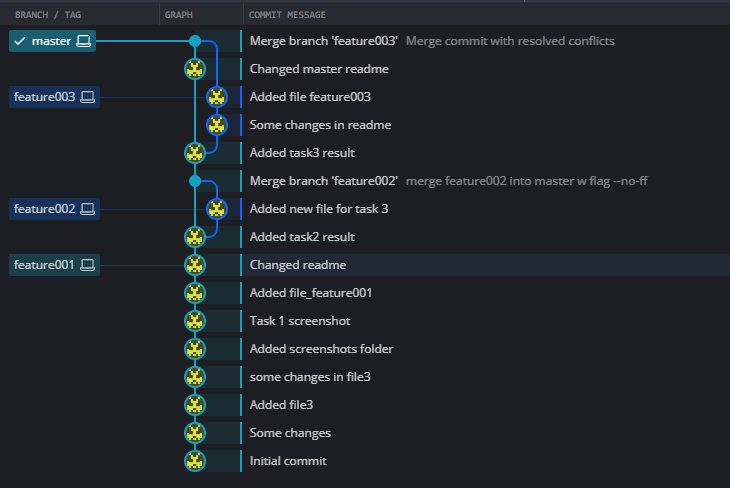 BRANCH / TAG GRAPH COMMIT MESSAGE
master Merge branch 'feature003' Merge commit with resolved conflicts
Changed master readme
feature003 Added file feature003
Some changes in readme
Added task3 result
Merge branch 'feature002' merge feature002 into master w flag --no-ff
feature002 Added new file for task 3
Added task2 result
feature001 Changed readme
Added file_feature001
Task 1 screenshot
Added screenshots folder
some changes in file3
Added file3
Some changes
Initial commit